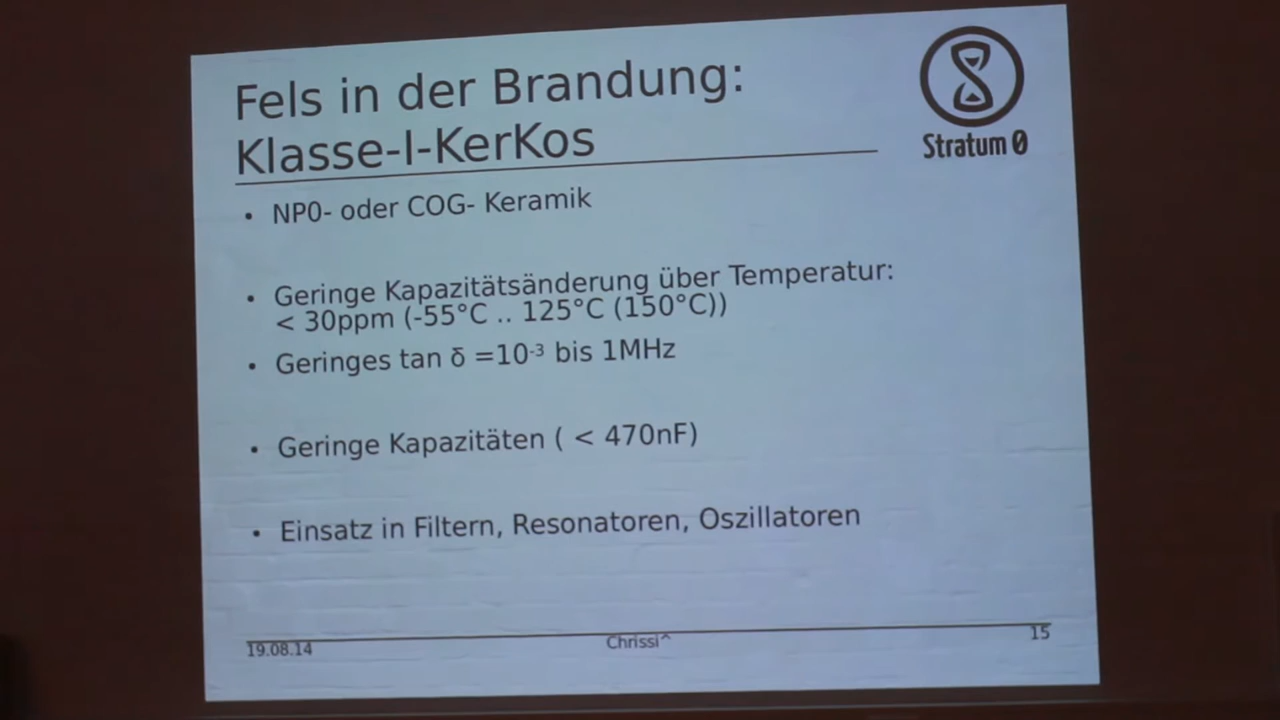 Fels in der Brandung:
Klasse-I-KerKos
Stratum 0
• NP0- oder COG- Keramik
• Geringe Kapazitätsänderung über Temperatur:
< 30ppm (-55°C .. 125°C (150°C))
• Geringes tan δ =10⁻³ bis 1MHz
• Geringe Kapazitäten ( < 470nF)
• Einsatz in Filtern, Resonatoren, Oszillatoren
19.08.14
Chrissi^
15